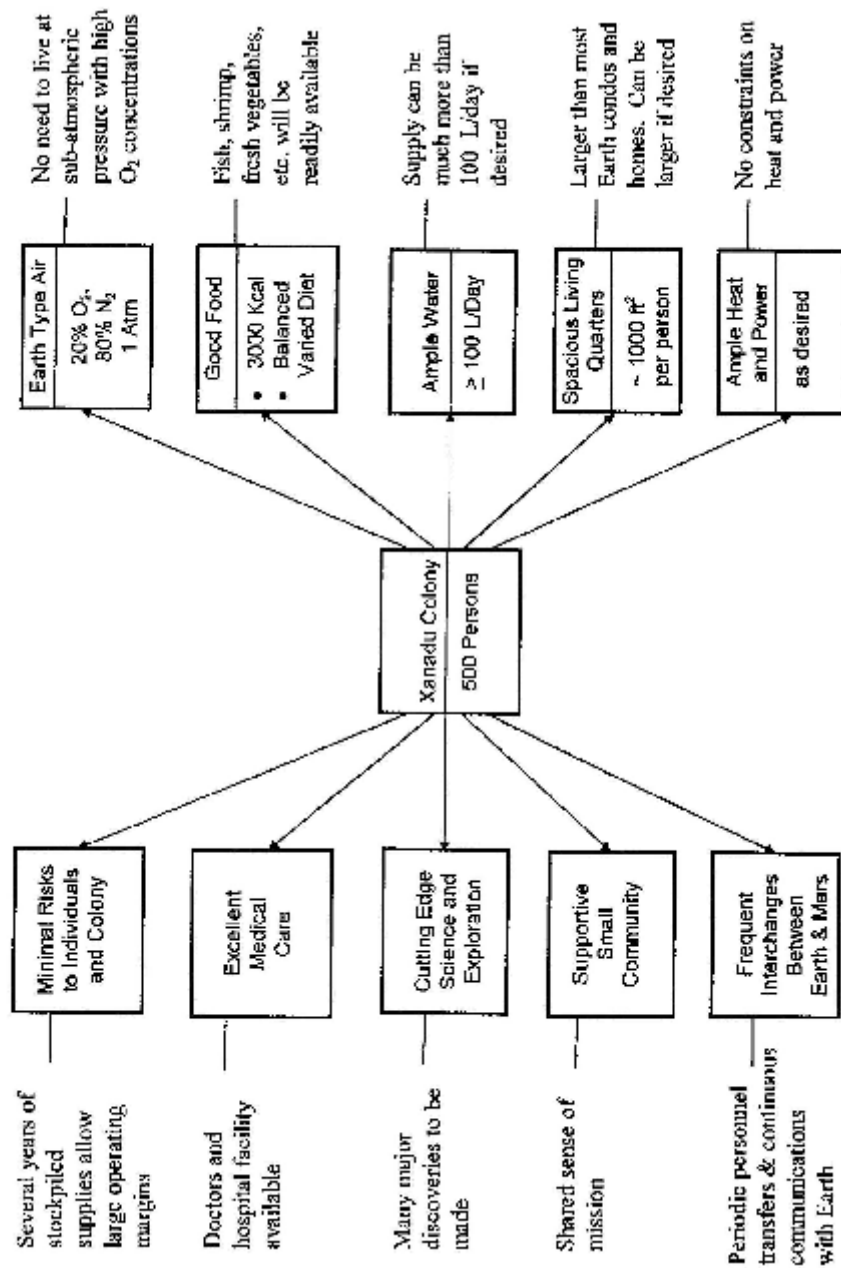 Several years of
stockpiled
supplies allow
large operating
margins
Minimal Risks
to Individuals
and Colony
Doctors and
hospital facility
available
Excellent
Medical
Care
Many major
discoveries to be
made
Cutting Edge
Science and
Exploration
Shared sense of
mission
Supportive
Small
Community
Periodic personnel
transfers & continuous
communications
with Earth
Frequent
Interchanges
Between
Earth & Mars
Xanadu Colony
500 Persons
Earth Type Air
20% O₂,
80% N₂
1 Atm
No need to live at
sub-atmospheric
pressure with high
O₂ concentrations
Good Food
• 3000 Kcal
• Balanced
Varied Diet
Fish, shrimp,
fresh vegetables,
etc. will be
readily available
Ample Water
≥ 100 L/Day
Supply can be
much more than
100 L/day if
desired
Spacious Living
Quarters
~ 1000 ft²
per person
Larger than most
Earth condos and
homes. Can be
larger if desired
Ample Heat
and Power
as desired
No constraints on
heat and power